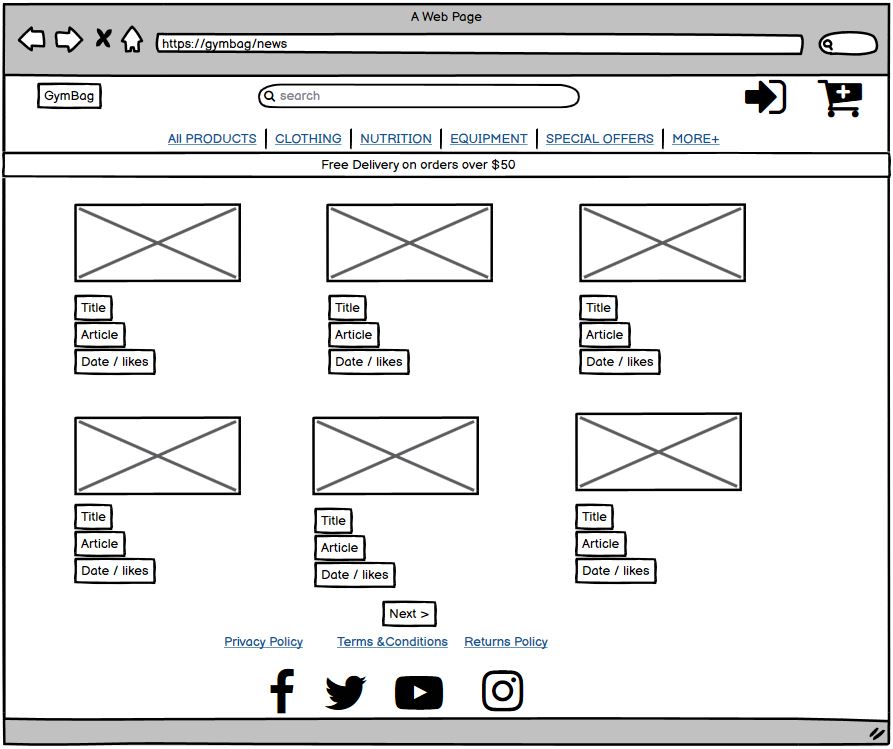 A Web Page
https://gymbag/news
GymBag
search
All PRODUCTS CLOTHING NUTRITION EQUIPMENT SPECIAL OFFERS MORE+
Free Delivery on orders over $50
Title Title Title
Article Article Article
Date / likes Date / likes Date / likes
Title Title Title
Article Article Article
Date / likes Date / likes Date / likes
Next >
Privacy Policy Terms &Conditions Returns Policy